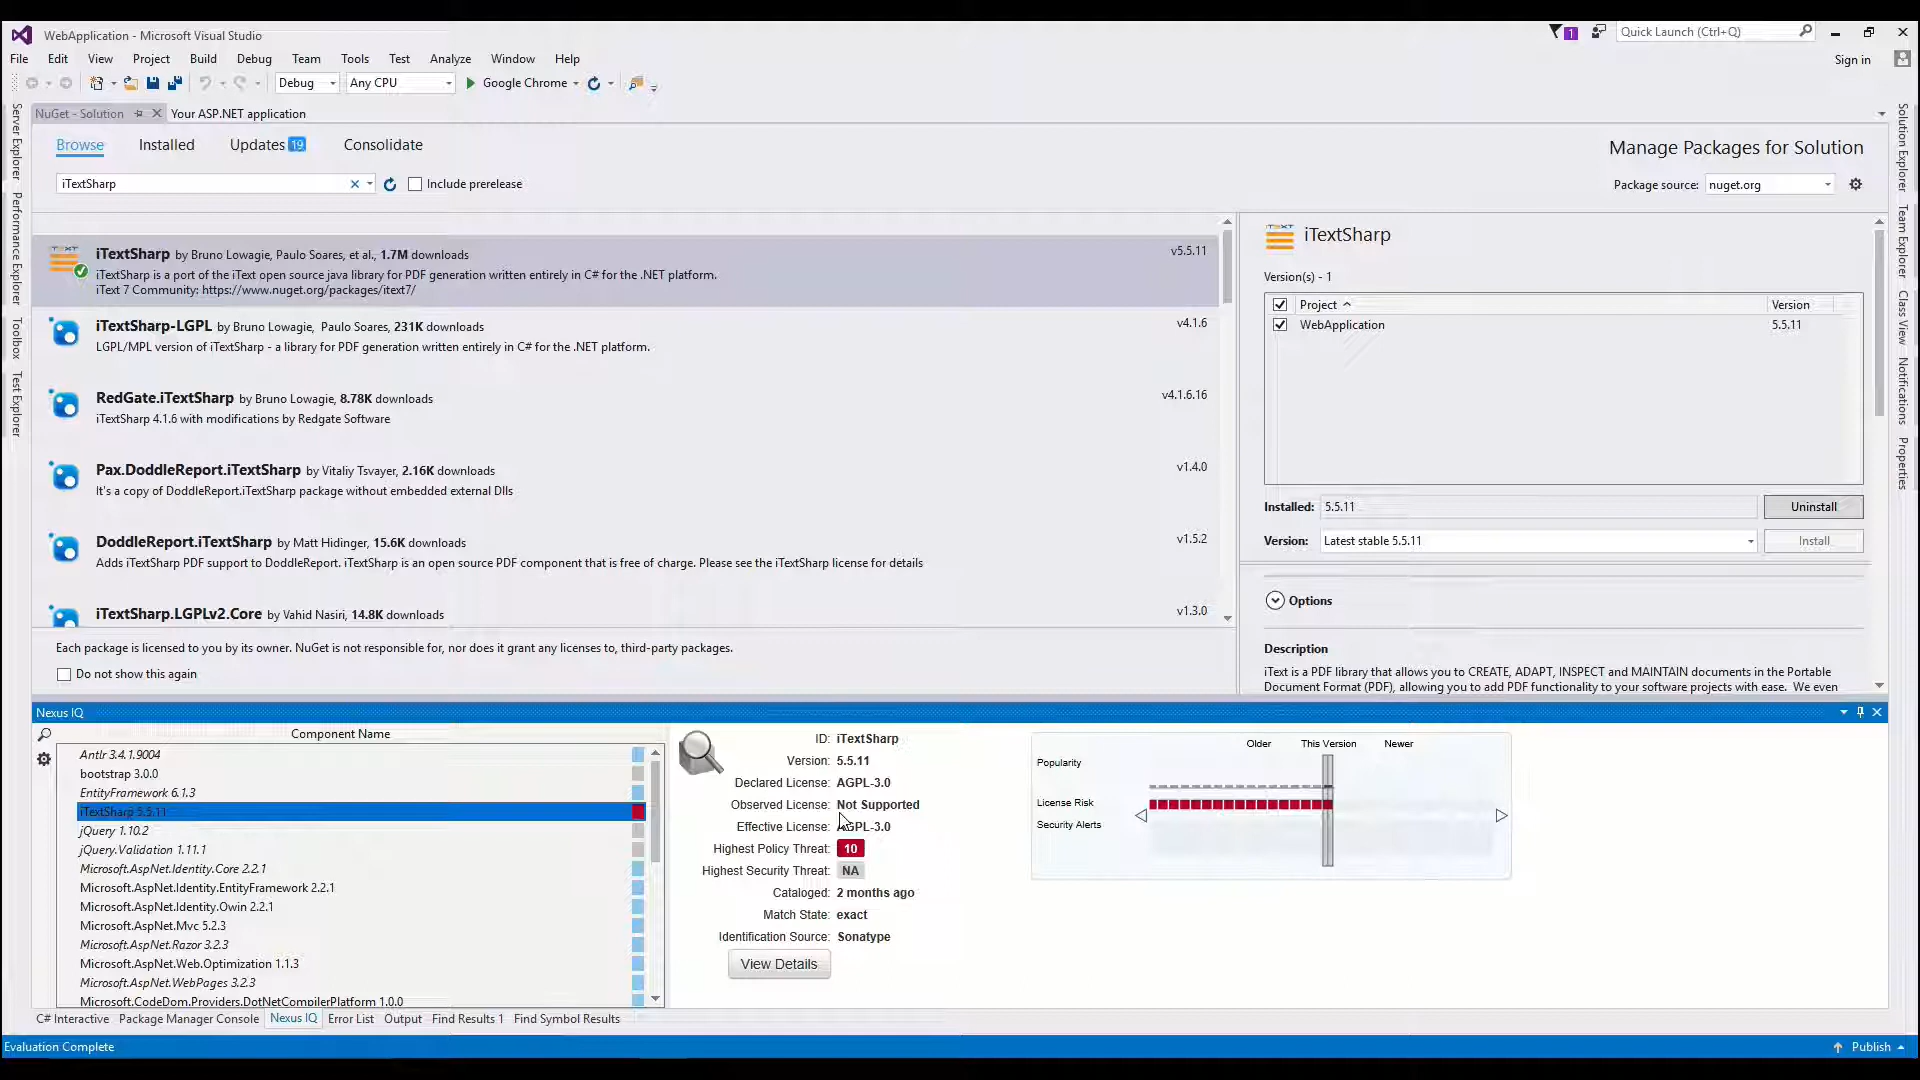 WebApplication - Microsoft Visual Studio
1
Quick Launch (Ctrl+Q)
File Edit View Project Build Debug Team Tools Test Analyze Window Help
Sign in
Debug Any CPU Google Chrome
NuGet - Solution Your ASP.NET application
Server Explorer
Performance Explorer
Toolbox
Test Explorer
Browse Installed Updates 19 Consolidate
Manage Packages for Solution
iTextSharp
Include prerelease
Package source: nuget.org
iTextSharp by Bruno Lowagie, Paulo Soares, et al., 1.7M downloads
v5.5.11
iTextSharp is a port of the iText open source java library for PDF generation written entirely in C# for the .NET platform.
iText 7 Community: https://www.nuget.org/packages/itext7/
iTextSharp-LGPL by Bruno Lowagie, Paulo Soares, 231K downloads
v4.1.6
LGPL/MPL version of iTextSharp - a library for PDF generation written entirely in C# for the .NET platform.
RedGate.iTextSharp by Bruno Lowagie, 8.78K downloads
v4.1.6.16
iTextSharp 4.1.6 with modifications by Redgate Software
Pax.DoddleReport.iTextSharp by Vitaliy Tsvayer, 2.16K downloads
v1.4.0
It's a copy of DoddleReport.iTextSharp package without embedded external Dlls
DoddleReport.iTextSharp by Matt Hidinger, 15.6K downloads
v1.5.2
Adds iTextSharp PDF support to DoddleReport. iTextSharp is an open source PDF component that is free of charge. Please see the iTextSharp license for details
iTextSharp.LGPLv2.Core by Vahid Nasiri, 14.8K downloads
v1.3.0
Each package is licensed to you by its owner. NuGet is not responsible for, nor does it grant any licenses to, third-party packages.
Do not show this again
iTextSharp
Version(s) - 1
Project Version
WebApplication 5.5.11
Installed: 5.5.11 Uninstall
Version: Latest stable 5.5.11 Install
Options
Description
iText is a PDF library that allows you to CREATE, ADAPT, INSPECT and MAINTAIN documents in the Portable
Document Format (PDF), allowing you to add PDF functionality to your software projects with ease. We even
Solution Explorer
Team Explorer
Class View
Notifications
Properties
Nexus IQ
Component Name
Antlr 3.4.1.9004
bootstrap 3.0.0
EntityFramework 6.1.3
iTextSharp 5.5.11
jQuery 1.10.2
jQuery.Validation 1.11.1
Microsoft.AspNet.Identity.Core 2.2.1
Microsoft.AspNet.Identity.EntityFramework 2.2.1
Microsoft.AspNet.Identity.Owin 2.2.1
Microsoft.AspNet.Mvc 5.2.3
Microsoft.AspNet.Razor 3.2.3
Microsoft.AspNet.Web.Optimization 1.1.3
Microsoft.AspNet.WebPages 3.2.3
Microsoft.CodeDom.Providers.DotNetCompilerPlatform 1.0.0
ID: iTextSharp
Version: 5.5.11
Declared License: AGPL-3.0
Observed License: Not Supported
Effective License: AGPL-3.0
Highest Policy Threat: 10
Highest Security Threat: NA
Cataloged: 2 months ago
Match State: exact
Identification Source: Sonatype
View Details
Older This Version Newer
Popularity
License Risk
Security Alerts
C# Interactive Package Manager Console Nexus IQ Error List Output Find Results 1 Find Symbol Results
Evaluation Complete
Publish